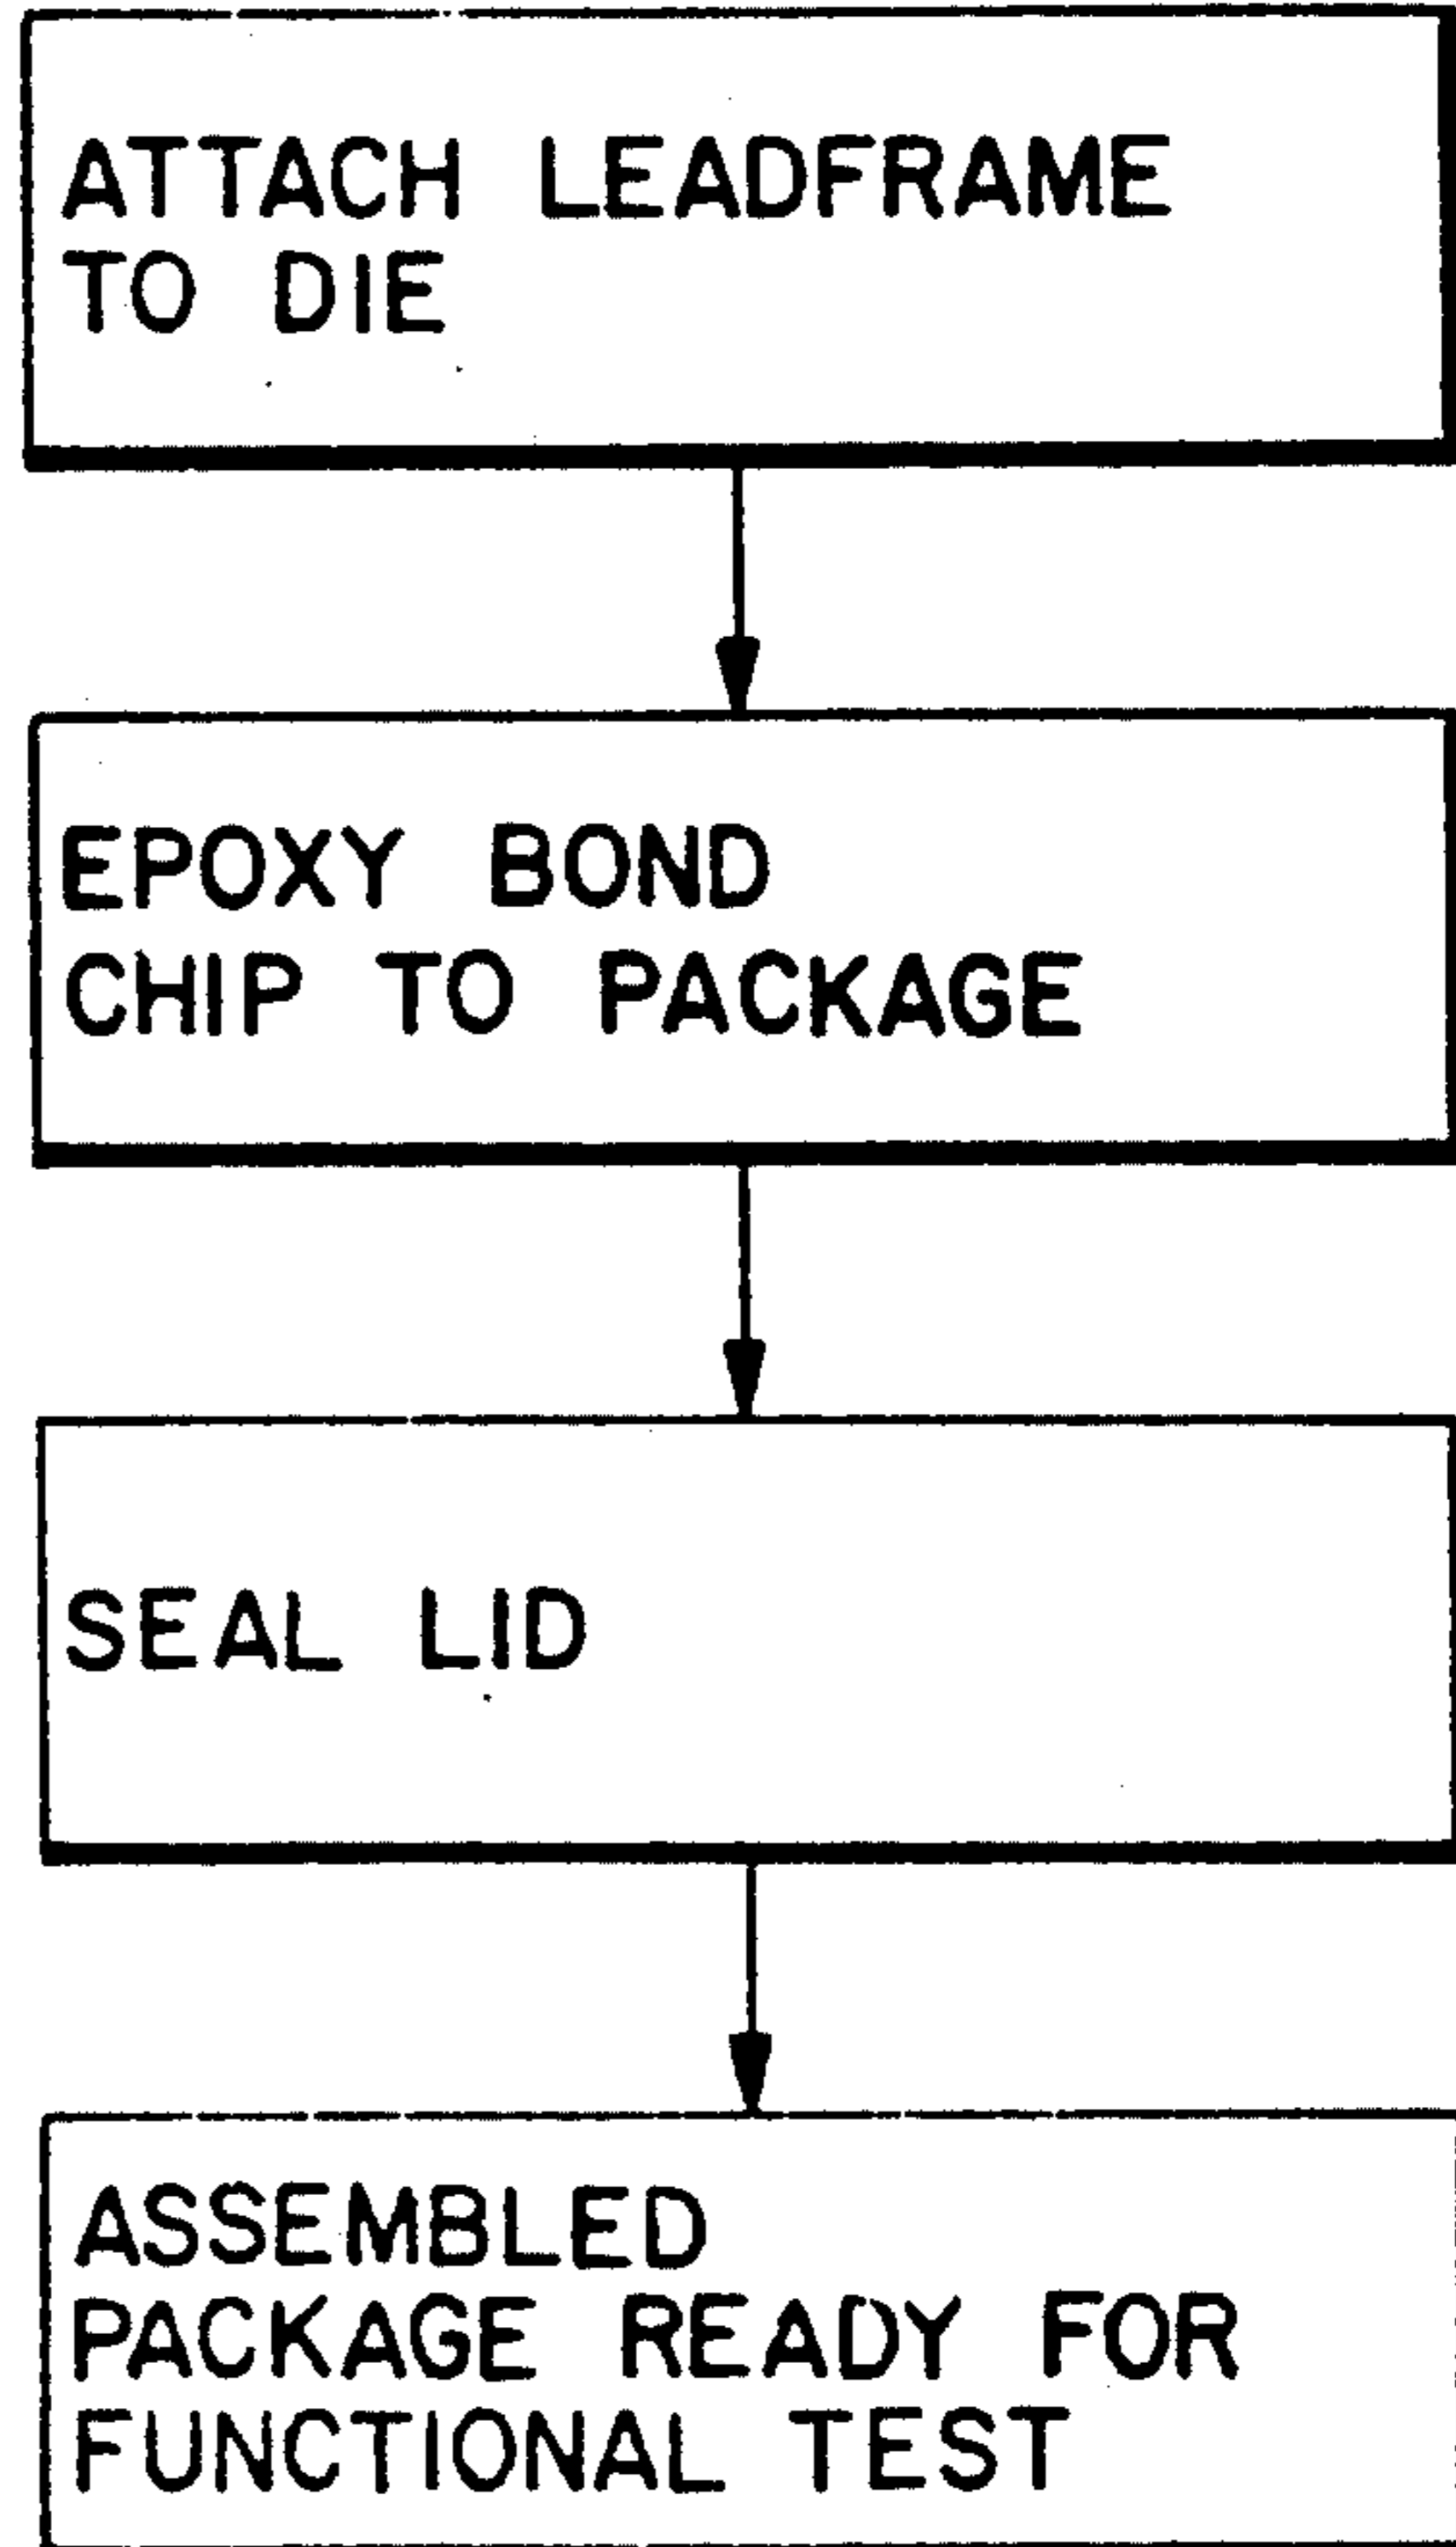 ATTACH LEADFRAME
TO DIE
EPOXY BOND
CHIP TO PACKAGE
SEAL LID
ASSEMBLED
PACKAGE READY FOR
FUNCTIONAL TEST